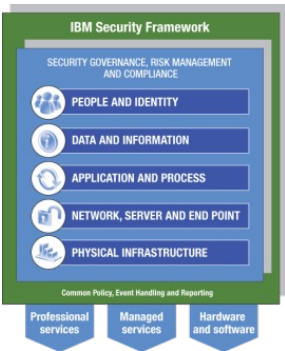 IBM Security Framework
SECURITY GOVERNANCE, RISK MANAGEMENT
AND COMPLIANCE
PEOPLE AND IDENTITY
DATA AND INFORMATION
APPLICATION AND PROCESS
NETWORK, SERVER AND END POINT
PHYSICAL INFRASTRUCTURE
Common Policy, Event Handling and Reporting
Professional
services
Managed
services
Hardware
and software